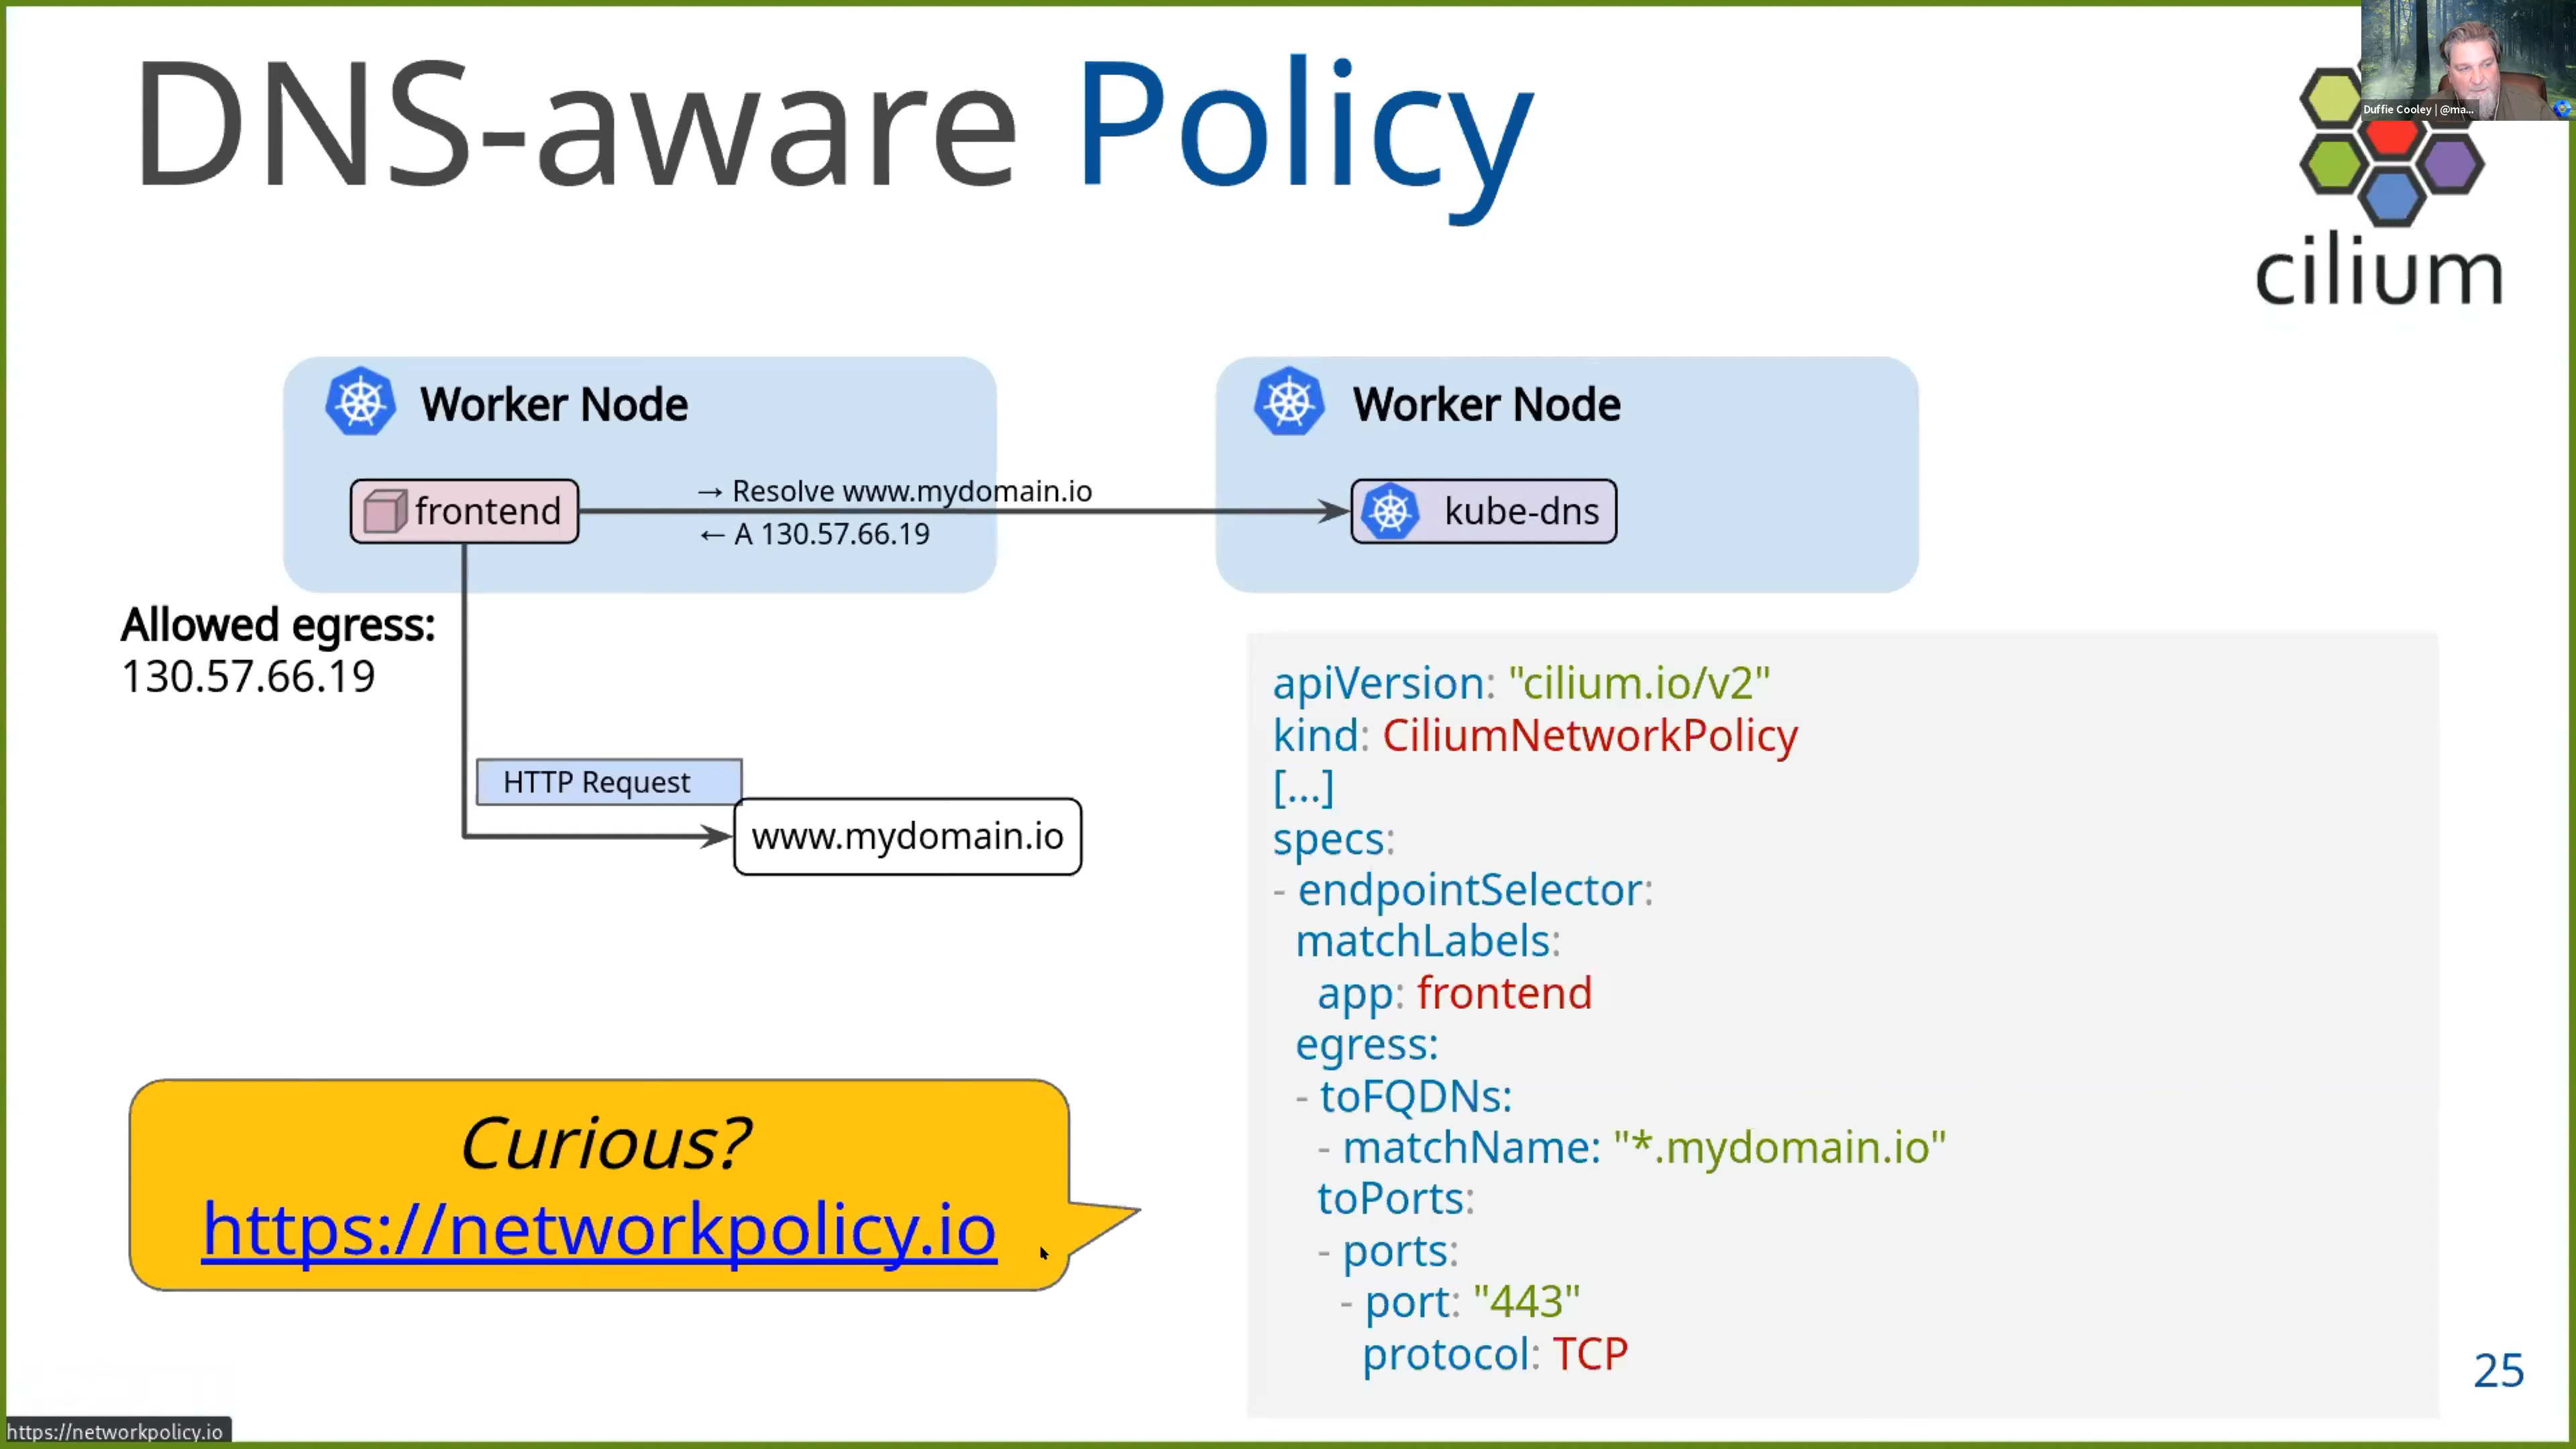 DNS-aware Policy
Duffie Cooley | @ma...
cilium
Worker Node
Worker Node
frontend
→ Resolve www.mydomain.io
← A 130.57.66.19
kube-dns
Allowed egress:
130.57.66.19
HTTP Request
www.mydomain.io
apiVersion: "cilium.io/v2"
kind: CiliumNetworkPolicy
[...]
specs:
- endpointSelector:
matchLabels:
app: frontend
egress:
- toFQDNs:
- matchName: "*.mydomain.io"
toPorts:
- ports:
- port: "443"
protocol: TCP
Curious?
https://networkpolicy.io
25
https://networkpolicy.io